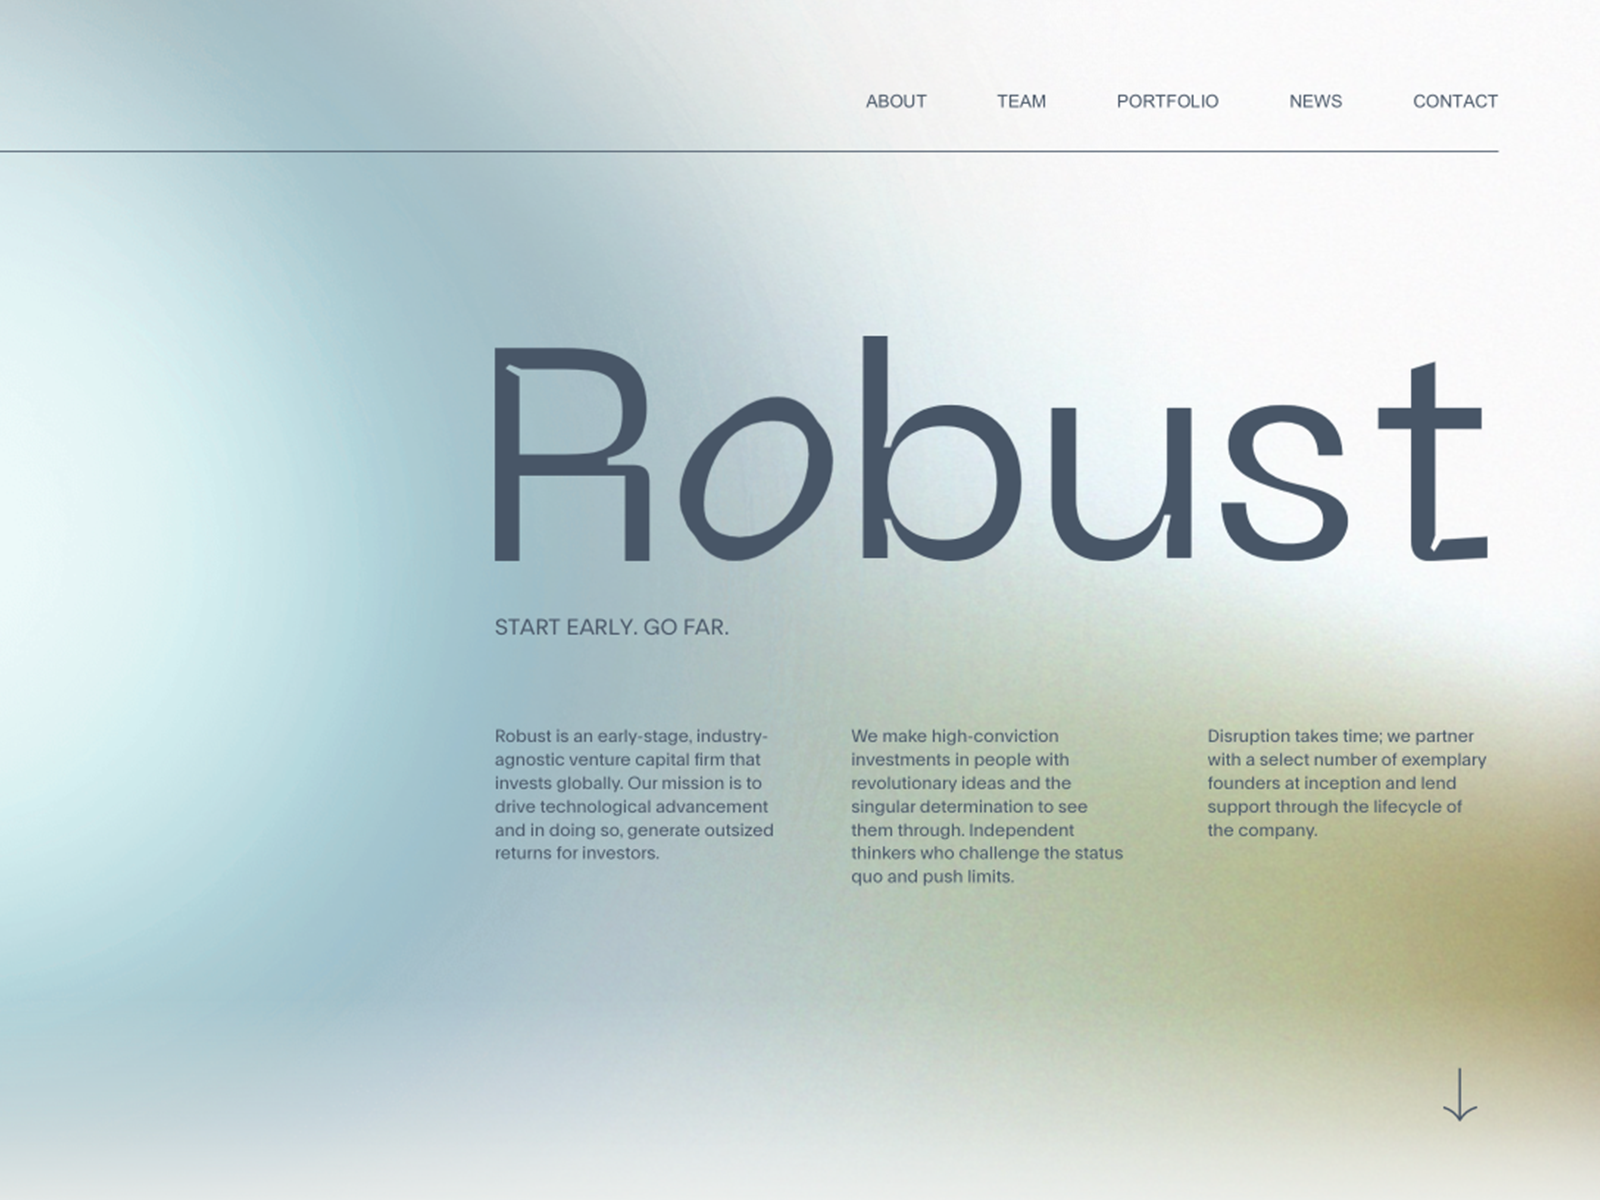 ABOUT TEAM PORTFOLIO NEWS CONTACT
Robust
START EARLY. GO FAR.
Robust is an early-stage, industry-
agnostic venture capital firm that
invests globally. Our mission is to
drive technological advancement
and in doing so, generate outsized
returns for investors.
We make high-conviction
investments in people with
revolutionary ideas and the
singular determination to see
them through. Independent
thinkers who challenge the status
quo and push limits.
Disruption takes time; we partner
with a select number of exemplary
founders at inception and lend
support through the lifecycle of
the company.